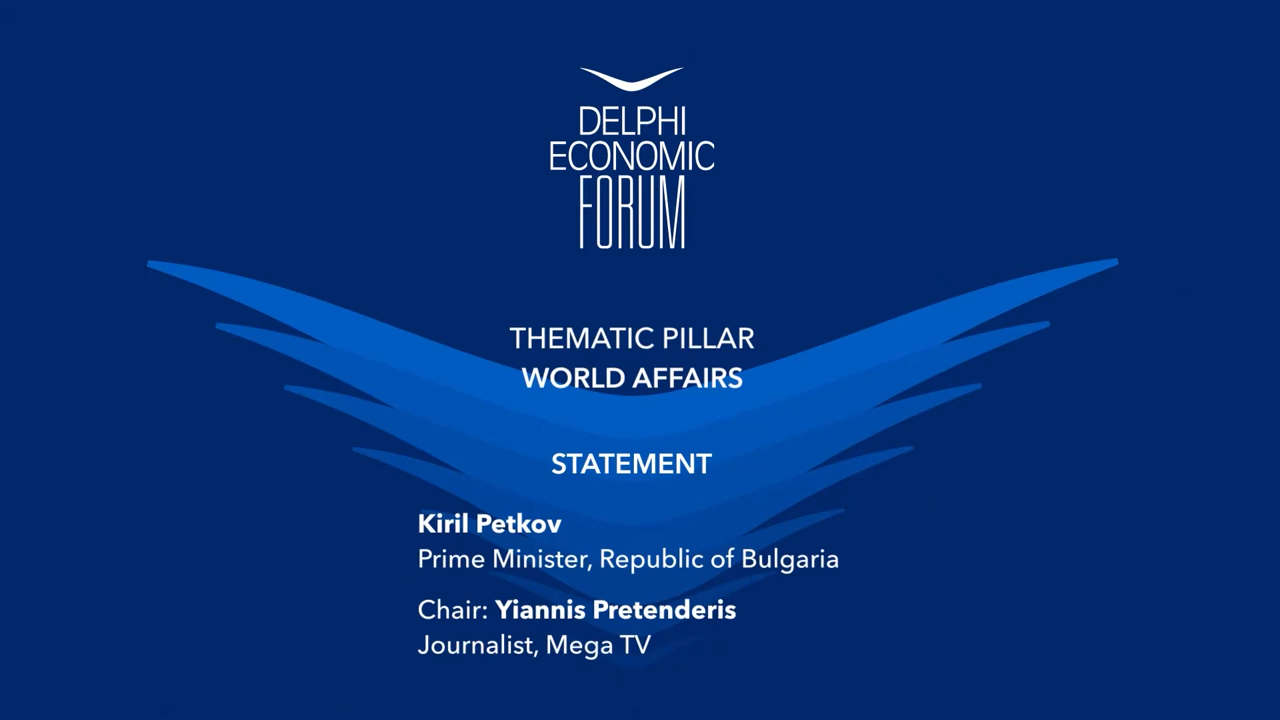 DELPHI
ECONOMIC
FORUM
THEMATIC PILLAR
WORLD AFFAIRS
STATEMENT
Kiril Petkov
Prime Minister, Republic of Bulgaria
Chair: Yiannis Pretenderis
Journalist, Mega TV